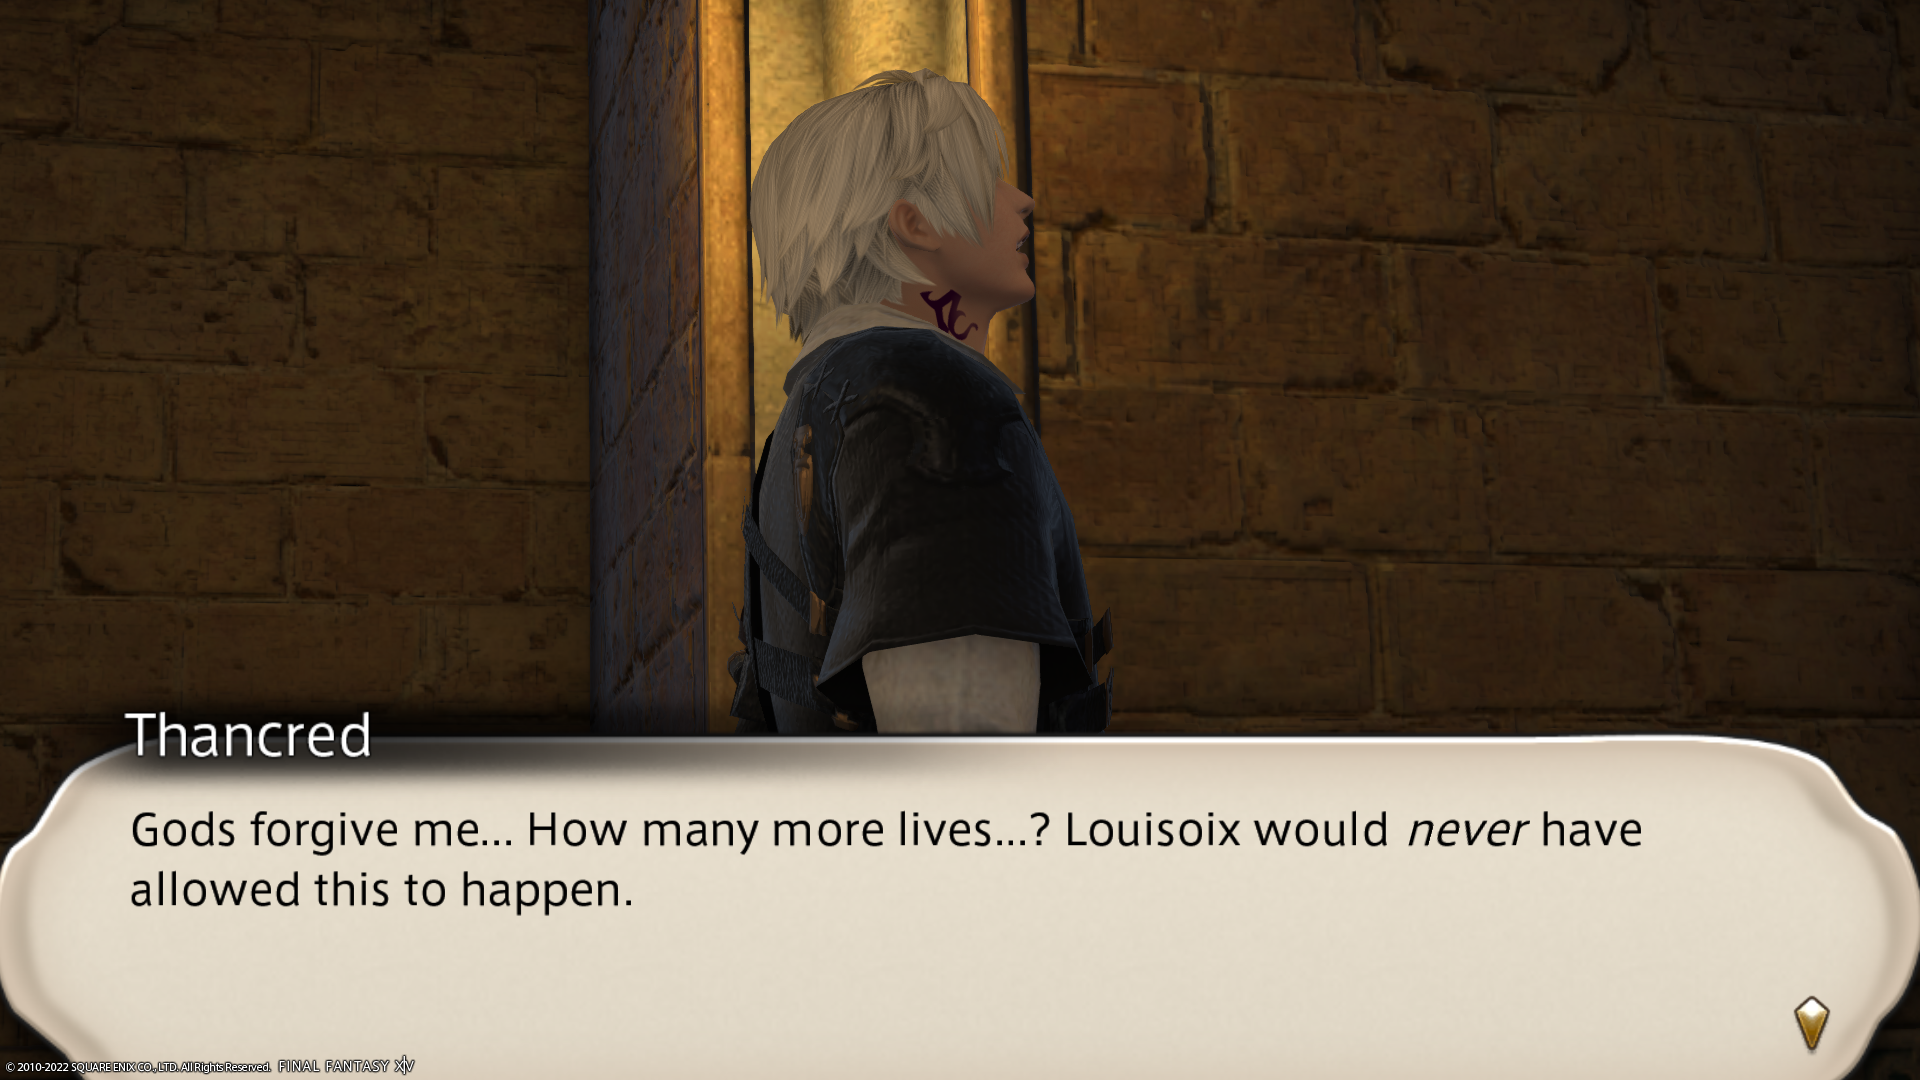 Thancred
Gods forgive me... How many more lives...? Louisoix would never have
allowed this to happen.
© 2010-2022 SQUARE ENIX CO., LTD. All Rights Reserved. FINAL FANTASY XIV